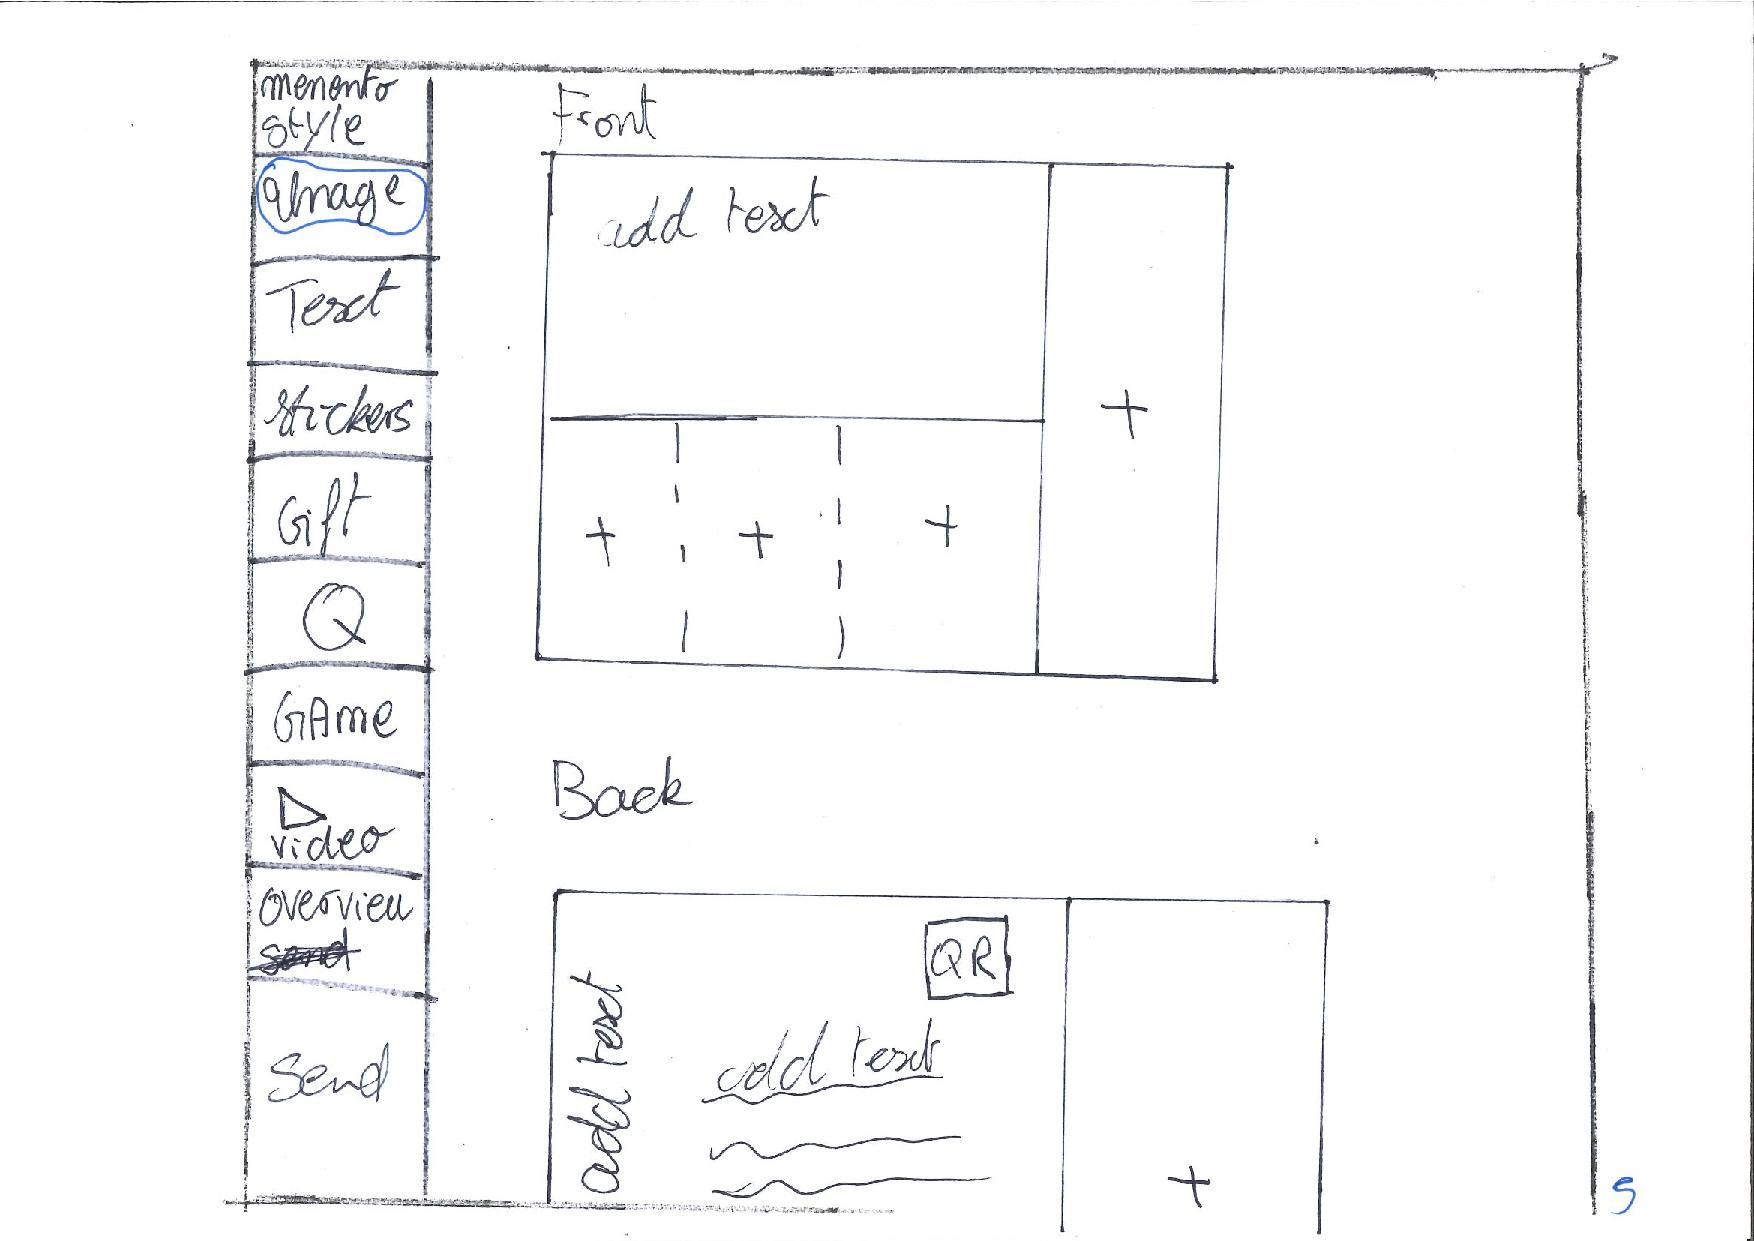 memento
style
Image
Text
stickers
Gift
Q
GAme
video
overview
send
Send
Front
add text
+
+
+
+
Back
QR
add text
add text
+
5